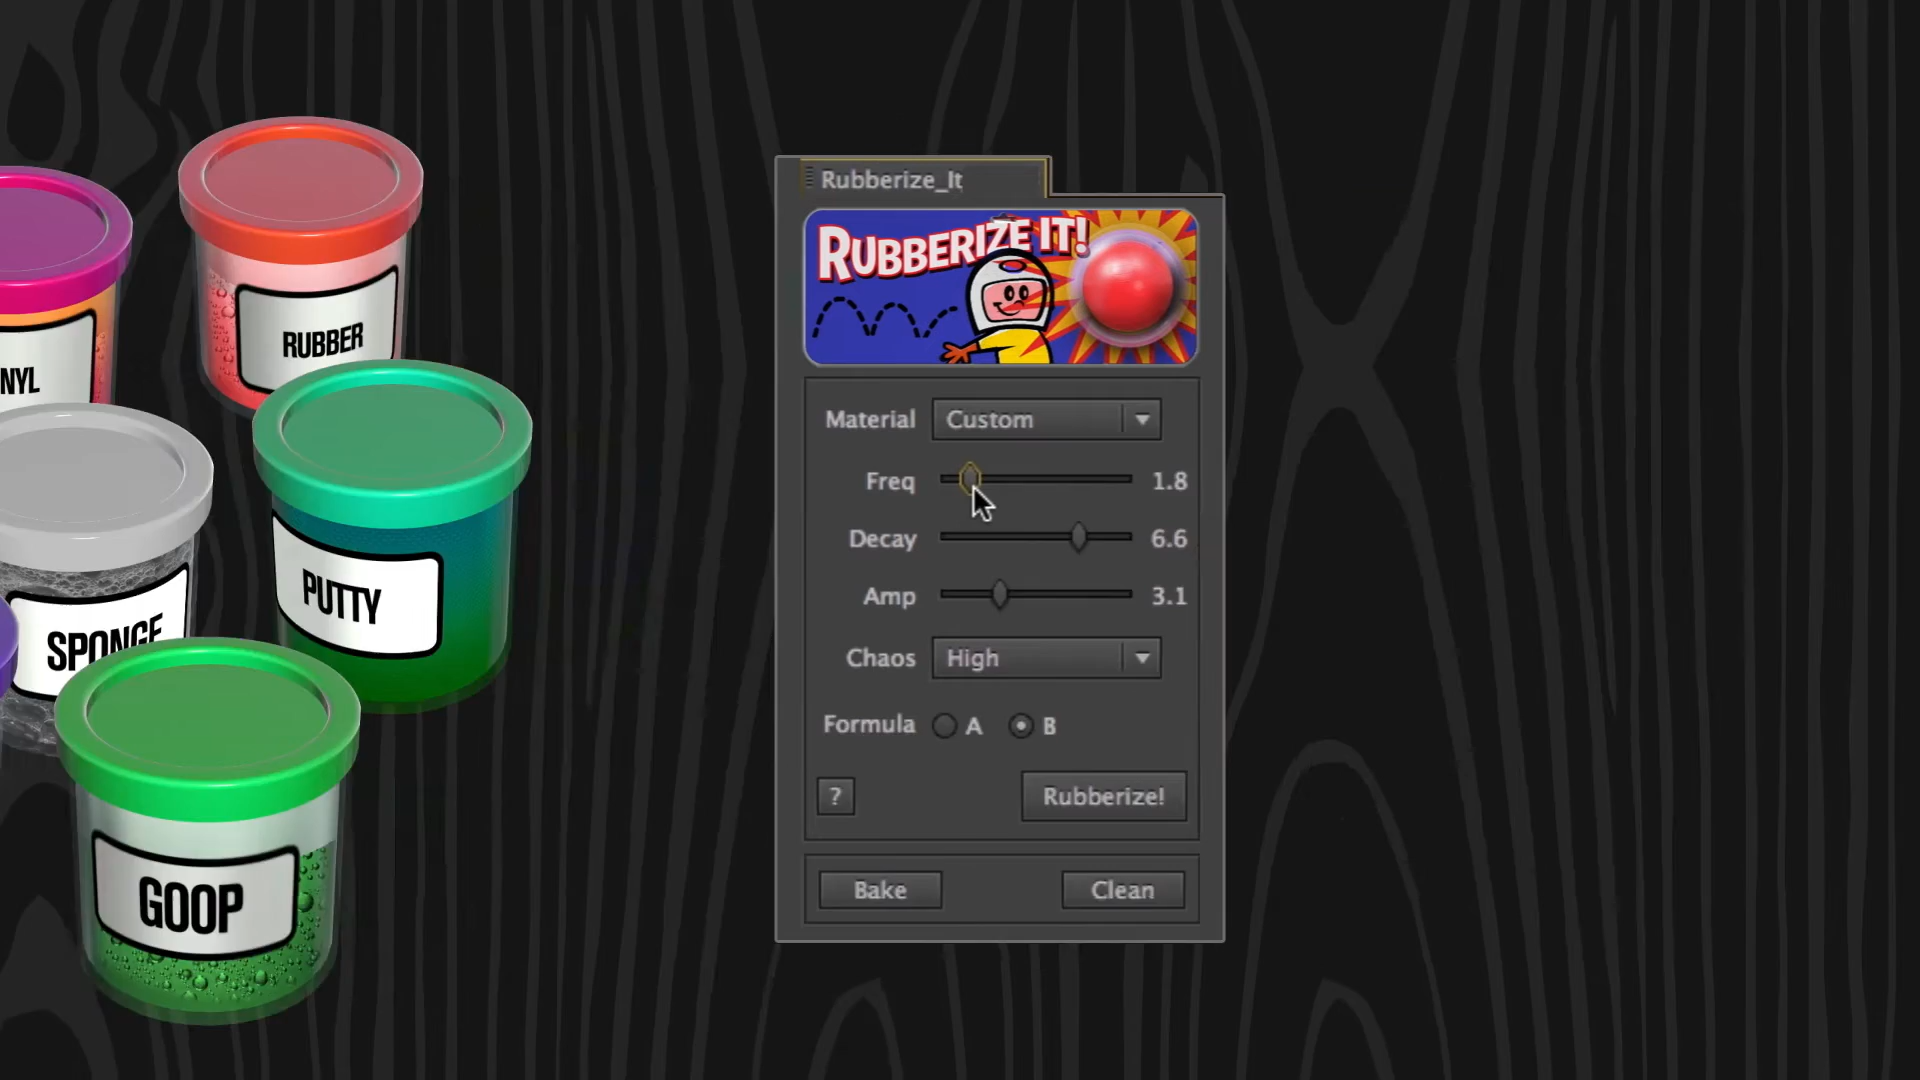 RUBBER
NYL
PUTTY
SPONGE
GOOP
Rubberize_It
RUBBERIZE IT!
Material Custom
Freq 1.8
Decay 6.6
Amp 3.1
Chaos High
Formula A B
? Rubberize!
Bake Clean